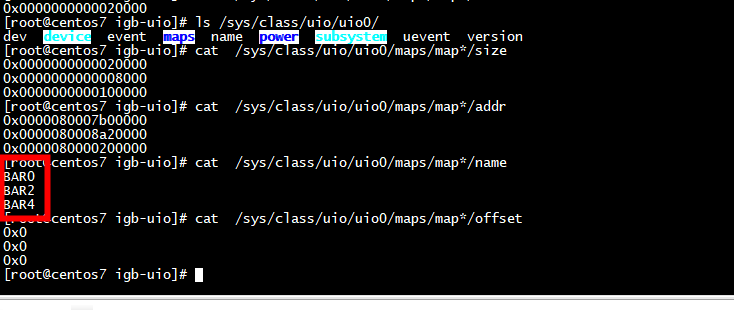 0x0000000000020000
[root@centos7 igb-uio]# ls /sys/class/uio/uio0/
dev  device  event  maps  name  power  subsystem  uevent  version
[root@centos7 igb-uio]# cat  /sys/class/uio/uio0/maps/map*/size
0x0000000000020000
0x0000000000008000
0x0000000000100000
[root@centos7 igb-uio]# cat  /sys/class/uio/uio0/maps/map*/addr
0x0000080007b00000
0x0000080008a20000
0x0000080000200000
[root@centos7 igb-uio]# cat  /sys/class/uio/uio0/maps/map*/name
BAR0
BAR2
BAR4
[root@centos7 igb-uio]# cat  /sys/class/uio/uio0/maps/map*/offset
0x0
0x0
0x0
[root@centos7 igb-uio]#